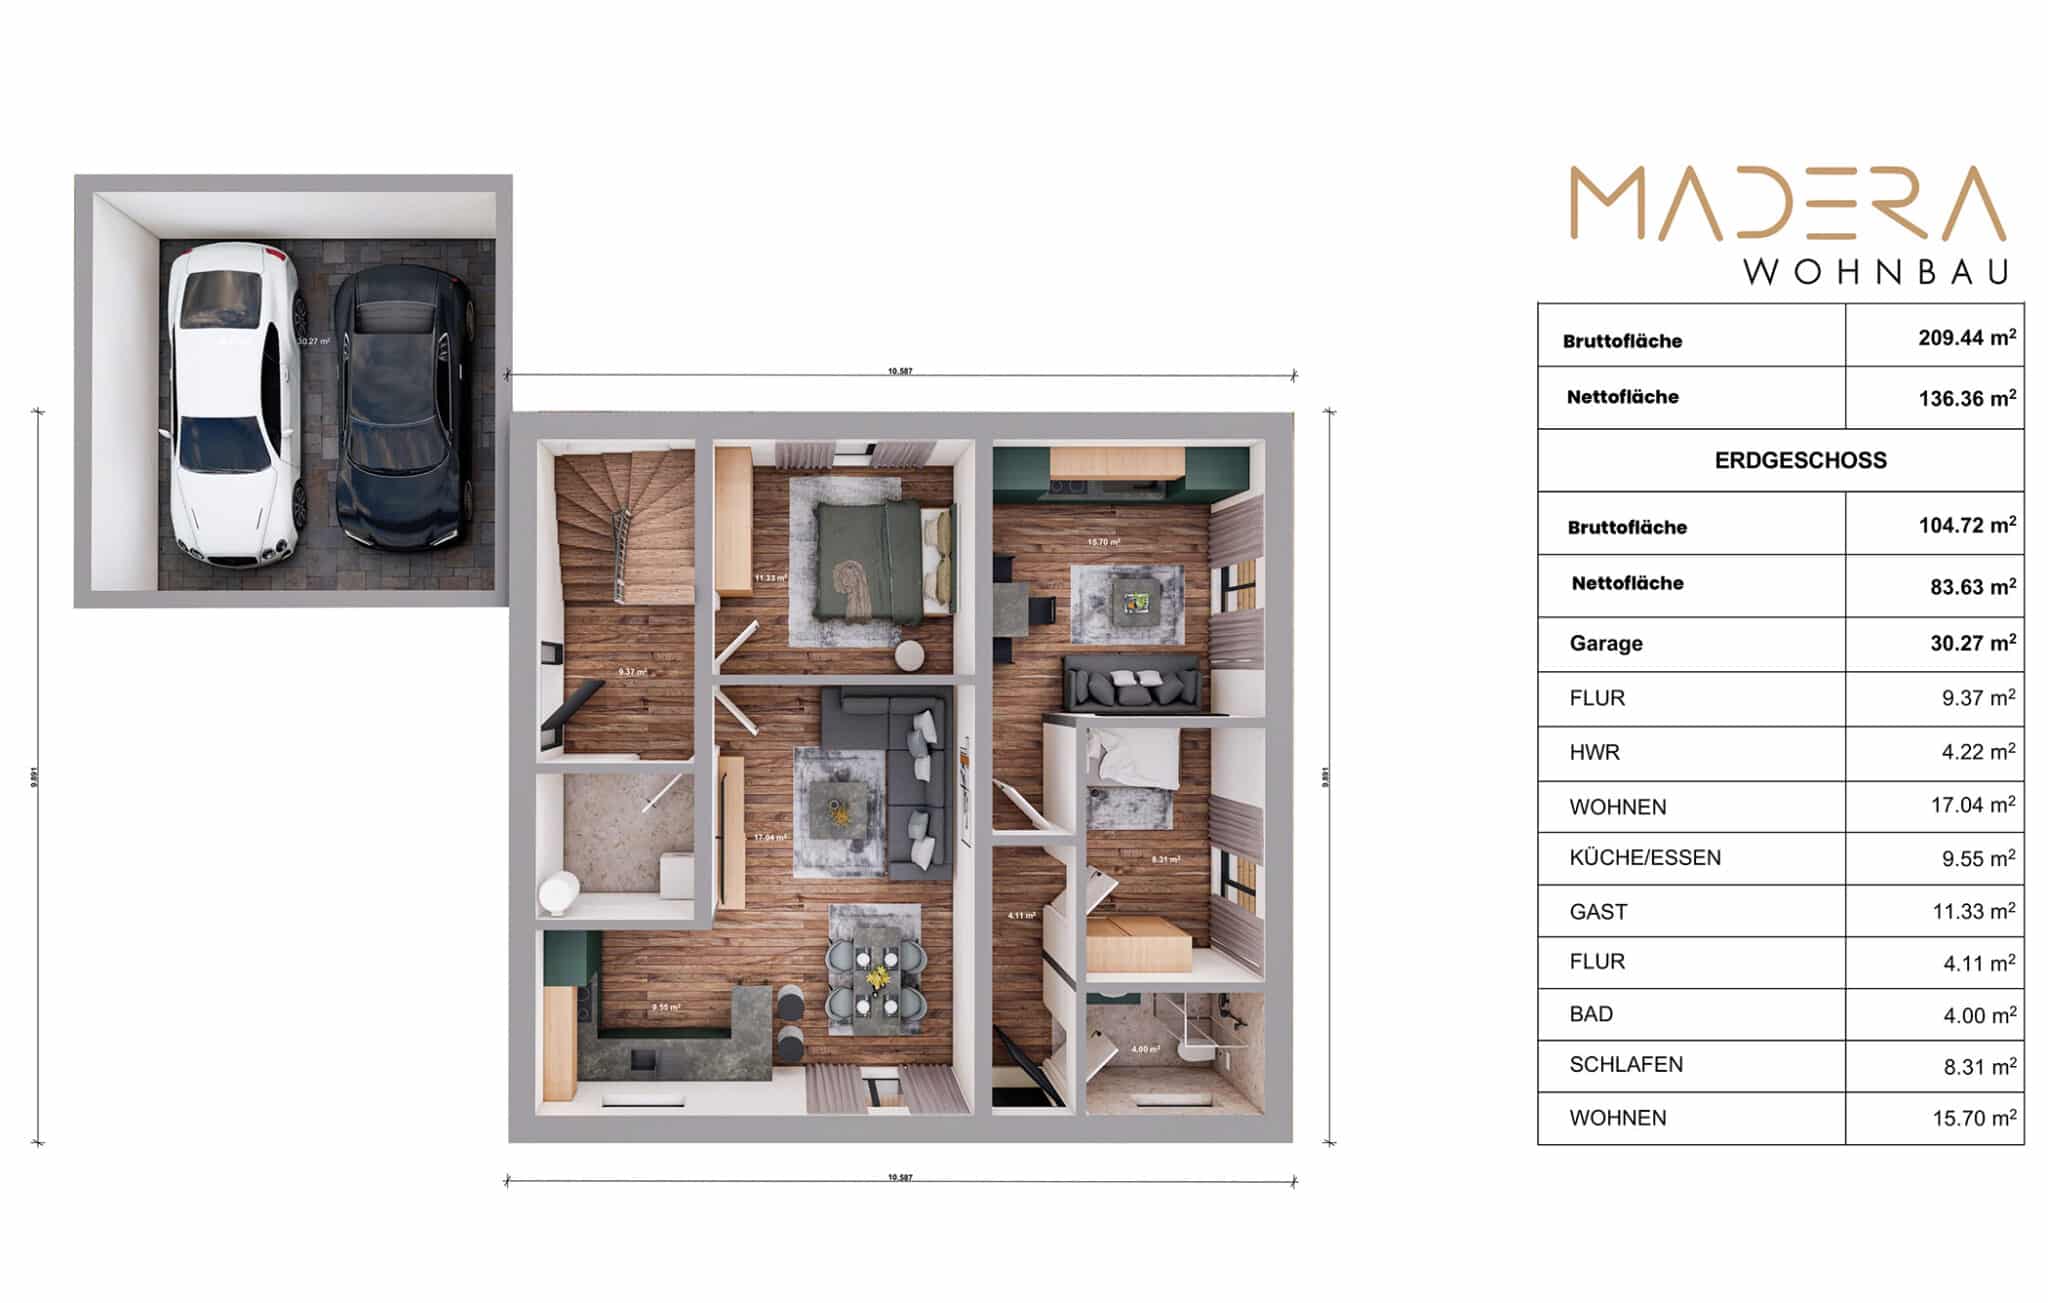 MADERA
WOHNBAU
Bruttofläche 209.44 m²
Nettofläche 136.36 m²
ERDGESCHOSS
Bruttofläche 104.72 m²
Nettofläche 83.63 m²
Garage 30.27 m²
FLUR 9.37 m²
HWR 4.22 m²
WOHNEN 17.04 m²
KÜCHE/ESSEN 9.55 m²
GAST 11.33 m²
FLUR 4.11 m²
BAD 4.00 m²
SCHLAFEN 8.31 m²
WOHNEN 15.70 m²
30.27 m²
10.587
15.70 m²
11.33 m²
9.37 m²
9.891
9.891
17.04 m²
8.31 m²
4.11 m²
9.55 m²
4.00 m²
10.587